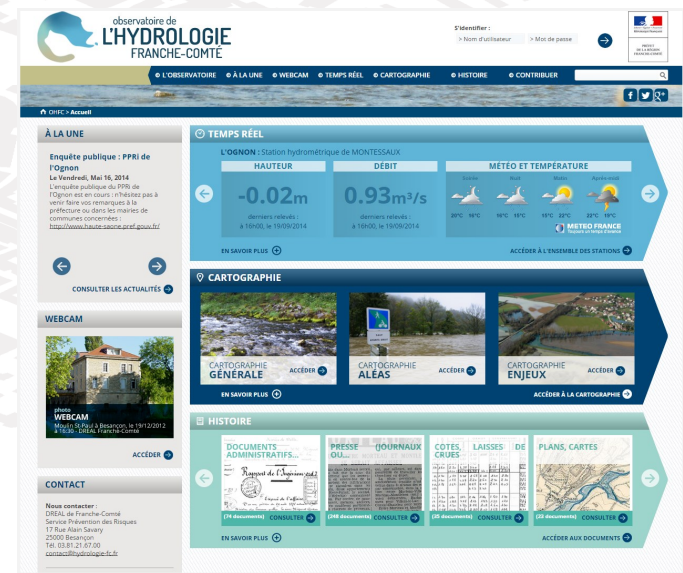 observatoire de
L'HYDROLOGIE
FRANCHE-COMTÉ
S'identifier :
> Nom d'utilisateur > Mot de passe
PRÉFET
DE LA RÉGION
FRANCHE-COMTÉ
L'OBSERVATOIRE À LA UNE WEBCAM TEMPS RÉEL CARTOGRAPHIE HISTOIRE CONTRIBUER
OHFC > Accueil
À LA UNE
Enquête publique : PPRi de
l'Ognon
Le Vendredi, Mai 16, 2014
L'enquête publique du PPRi de
l'Ognon est en cours : n'hésitez pas à
venir faire vos remarques à la
préfecture ou dans les mairies de
communes concernées :
http://www.haute-saone.pref.gouv.fr/
CONSULTER LES ACTUALITÉS
WEBCAM
photo
WEBCAM
Moulin St-Paul à Besançon, le 19/12/2012
à 16:30 - DREAL Franche-Comté
ACCÉDER
CONTACT
Nous contacter :
DREAL de Franche-Comté
Service Prévention des Risques
17 Rue Alain Savary
25000 Besançon
Tél. 03.81.21.67.00
contact@hydrologie-fc.fr
TEMPS RÉEL
L'OGNON : Station hydrométrique de MONTESSAUX
HAUTEUR DÉBIT MÉTÉO ET TEMPÉRATURE
Soirée Nuit Matin Après-midi
-0.02m 0.93m³/s
20°C 16°C 16°C 15°C 15°C 22°C 22°C 19°C
derniers relevés :
à 16h00, le 19/09/2014
derniers relevés :
à 16h00, le 19/09/2014
METEO FRANCE
Toujours un temps d'avance
EN SAVOIR PLUS ACCÉDER À L'ENSEMBLE DES STATIONS
CARTOGRAPHIE
CARTOGRAPHIE
GÉNÉRALE ACCÉDER
CARTOGRAPHIE
ALÉAS ACCÉDER
CARTOGRAPHIE
ENJEUX ACCÉDER
EN SAVOIR PLUS ACCÉDER À LA CARTOGRAPHIE
HISTOIRE
DOCUMENTS
ADMINISTRATIFS...
Rapport de l'Ingénieur
(74 documents) CONSULTER
PRESSE (JOURNAUX
OU...
(248 documents) CONSULTER
COTES, LAISSES DE
CRUES
(35 documents) CONSULTER
PLANS, CARTES
(23 documents) CONSULTER
EN SAVOIR PLUS ACCÉDER AUX DOCUMENTS